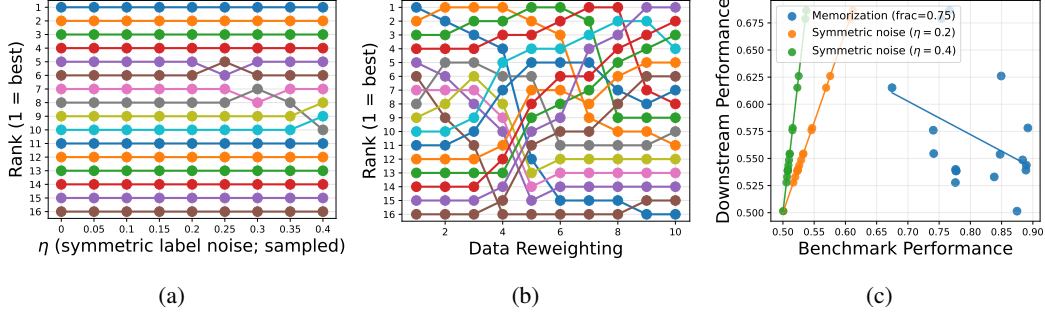 Rank (1 = best)
1
2
3
4
5
6
7
8
9
10
11
12
13
14
15
16
0 0.05 0.1 0.15 0.2 0.25 0.3 0.35 0.4
η (symmetric label noise; sampled)
(a)
Rank (1 = best)
1
2
3
4
5
6
7
8
9
10
11
12
13
14
15
16
2 4 6 8 10
Data Reweighting
(b)
Downstream Performance
0.675
0.650
0.625
0.600
0.575
0.550
0.525
0.500
Memorization (frac=0.75)
Symmetric noise (η = 0.2)
Symmetric noise (η = 0.4)
0.50 0.55 0.60 0.65 0.70 0.75 0.80 0.85 0.90
Benchmark Performance
(c)